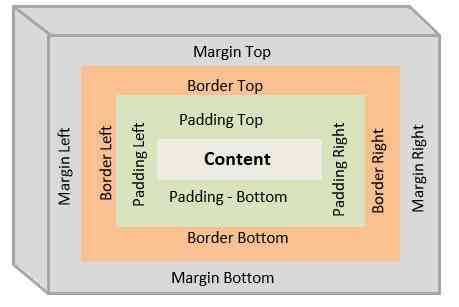 Margin Top
Border Top
Padding Top
Margin Left
Border Left
Padding Left
Content
Padding Right
Border Right
Margin Right
Padding - Bottom
Border Bottom
Margin Bottom